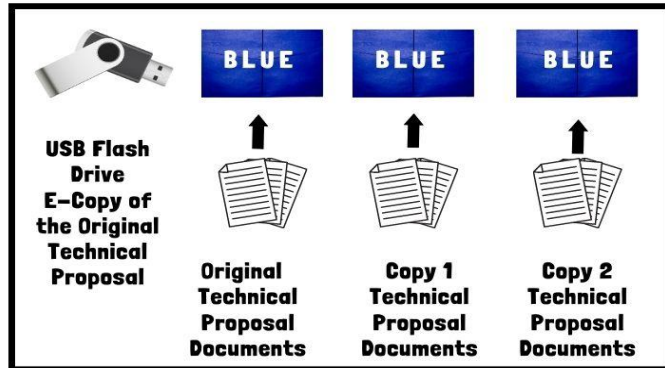 BLUE
BLUE
BLUE
USB Flash
Drive
E-Copy of
the Original
Technical
Proposal
Original
Technical
Proposal
Documents
Copy 1
Technical
Proposal
Documents
Copy 2
Technical
Proposal
Documents